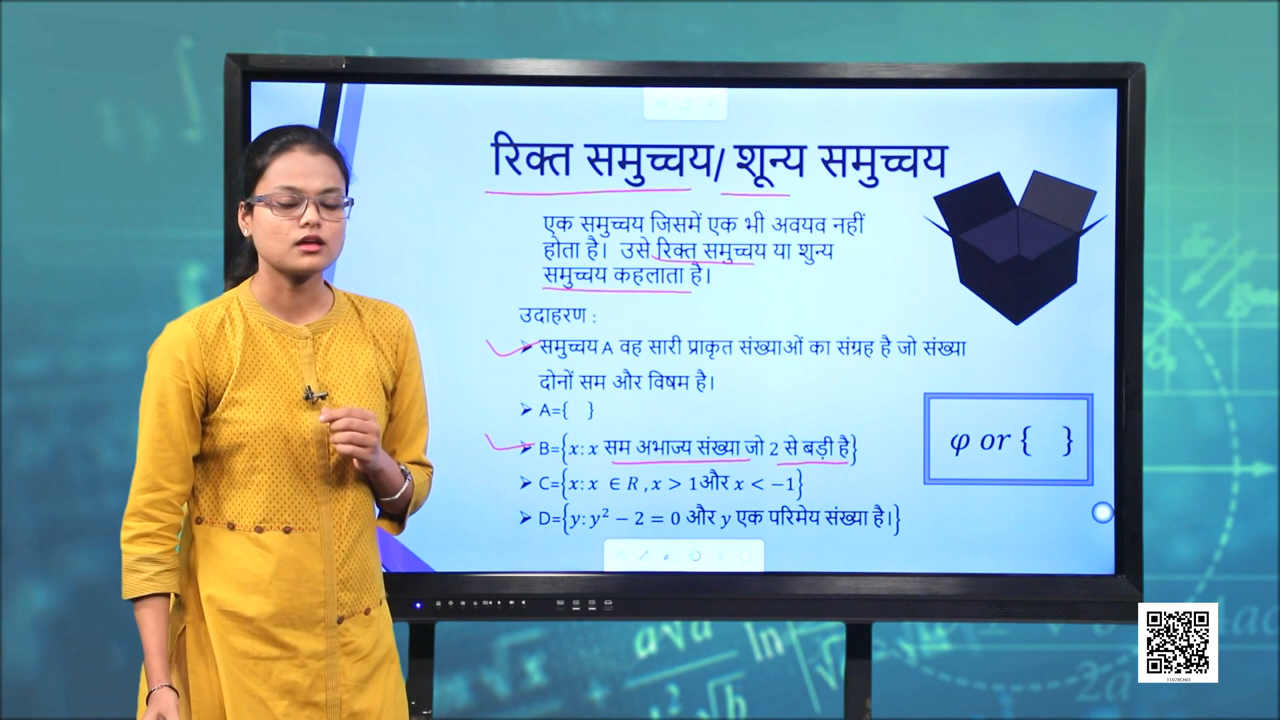 रिक्त समुच्चय/ शून्य समुच्चय
एक समुच्चय जिसमें एक भी अवयव नहीं
होता है। उसे रिक्त समुच्चय या शुन्य
समुच्चय कहलाता है।
उदाहरण :
➢ समुच्चय A वह सारी प्राकृत संख्याओं का संग्रह है जो संख्या
दोनों सम और विषम है।
➢ A={ }
➢ B={x: x सम अभाज्य संख्या जो 2 से बड़ी है}
➢ C={x: x ∈ R , x > 1और x < −1}
➢ D={y: y² − 2 = 0 और y एक परिमेय संख्या है।}
φ or { }
11078CH01